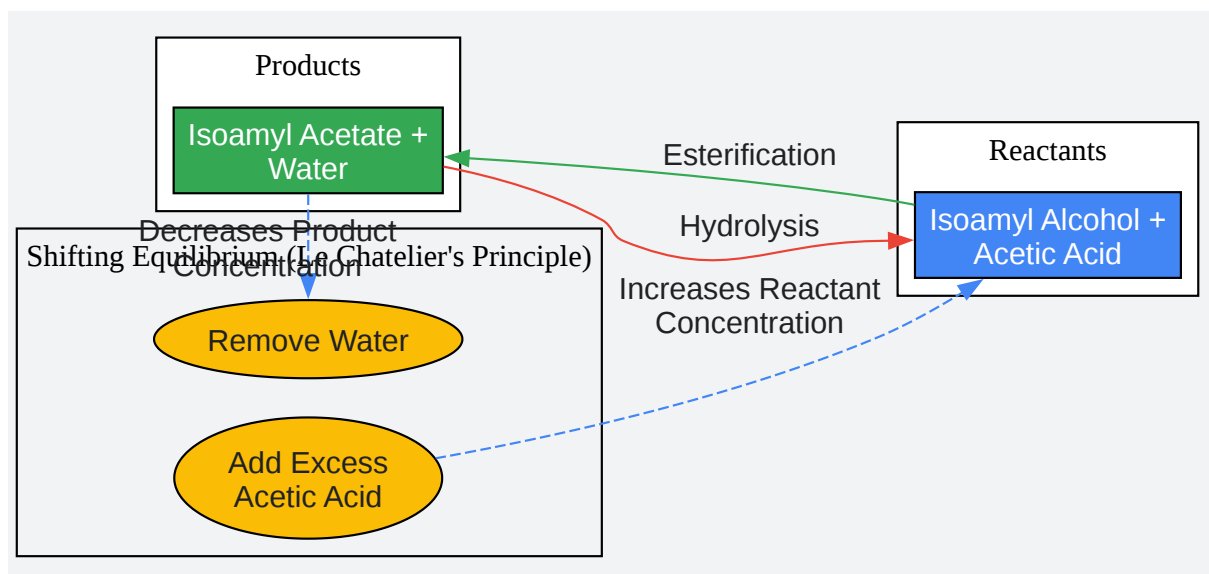 Products
Isoamyl Acetate +
Water
Esterification
Reactants
Hydrolysis
Isoamyl Alcohol +
Acetic Acid
Decreases Product
Concentration
Shifting Equilibrium (Le Chatelier's Principle)
Increases Reactant
Concentration
Remove Water
Add Excess
Acetic Acid